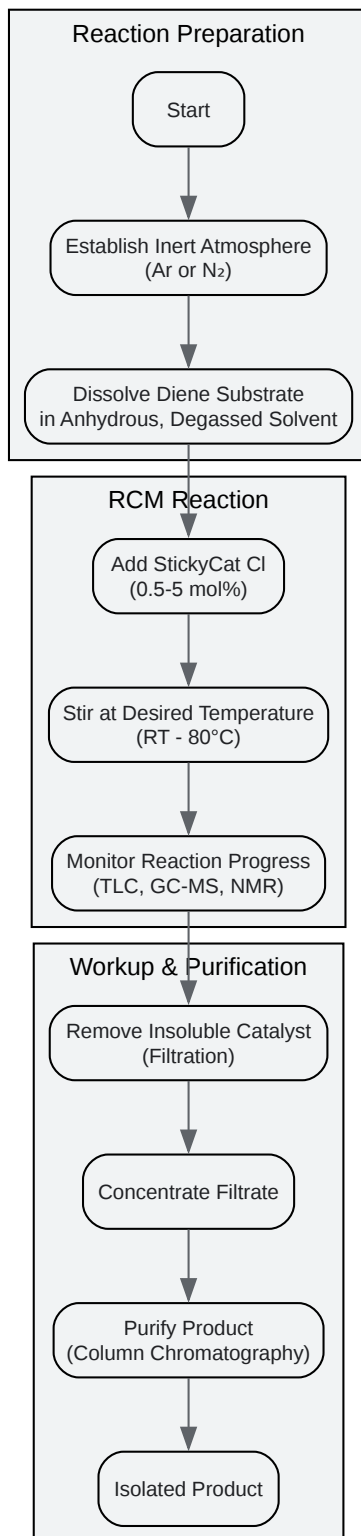 Reaction Preparation
Start
Establish Inert Atmosphere
(Ar or N₂)
Dissolve Diene Substrate
in Anhydrous, Degassed Solvent
RCM Reaction
Add StickyCat Cl
(0.5-5 mol%)
Stir at Desired Temperature
(RT - 80°C)
Monitor Reaction Progress
(TLC, GC-MS, NMR)
Workup & Purification
Remove Insoluble Catalyst
(Filtration)
Concentrate Filtrate
Purify Product
(Column Chromatography)
Isolated Product